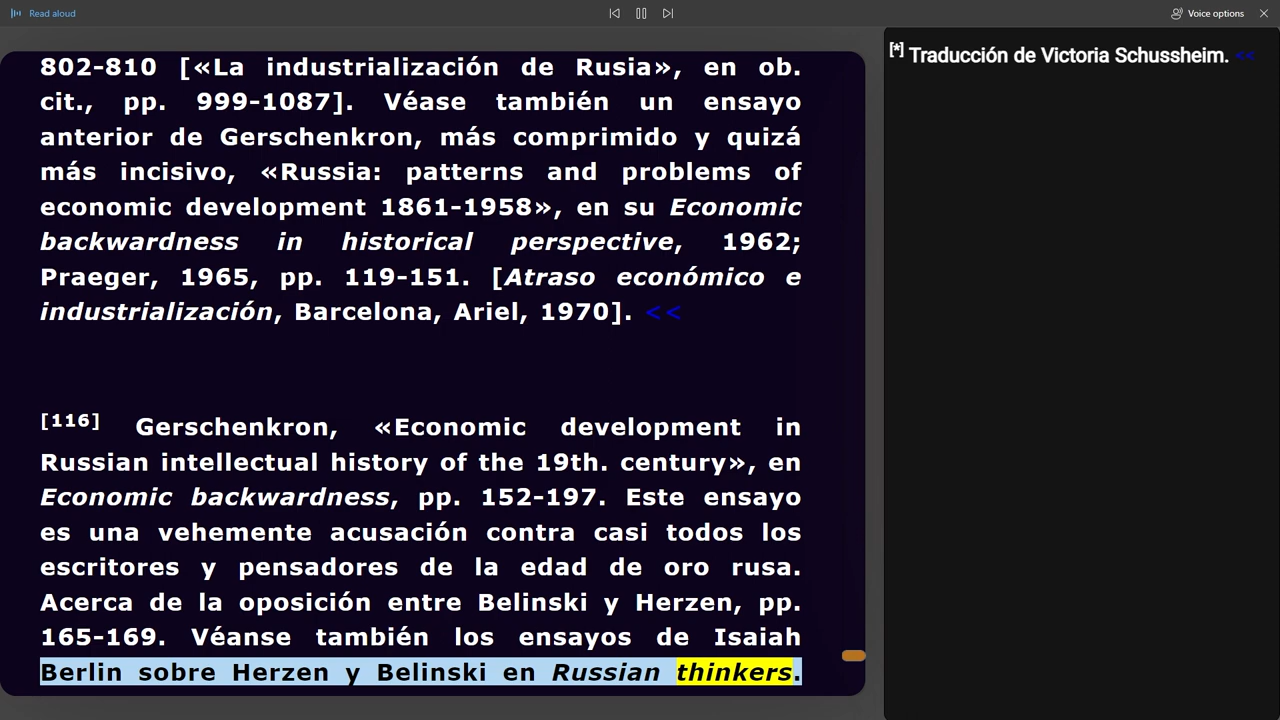 Read aloud
Voice options
802-810 [«La industrialización de Rusia», en ob.
cit., pp. 999-1087]. Véase también un ensayo
anterior de Gerschenkron, más comprimido y quizá
más incisivo, «Russia: patterns and problems of
economic development 1861-1958», en su Economic
backwardness in historical perspective, 1962;
Praeger, 1965, pp. 119-151. [Atraso económico e
industrialización, Barcelona, Ariel, 1970]. <<
[116] Gerschenkron, «Economic development in
Russian intellectual history of the 19th. century», en
Economic backwardness, pp. 152-197. Este ensayo
es una vehemente acusación contra casi todos los
escritores y pensadores de la edad de oro rusa.
Acerca de la oposición entre Belinski y Herzen, pp.
165-169. Véanse también los ensayos de Isaiah
Berlin sobre Herzen y Belinski en Russian thinkers.
[*] Traducción de Victoria Schussheim. <<